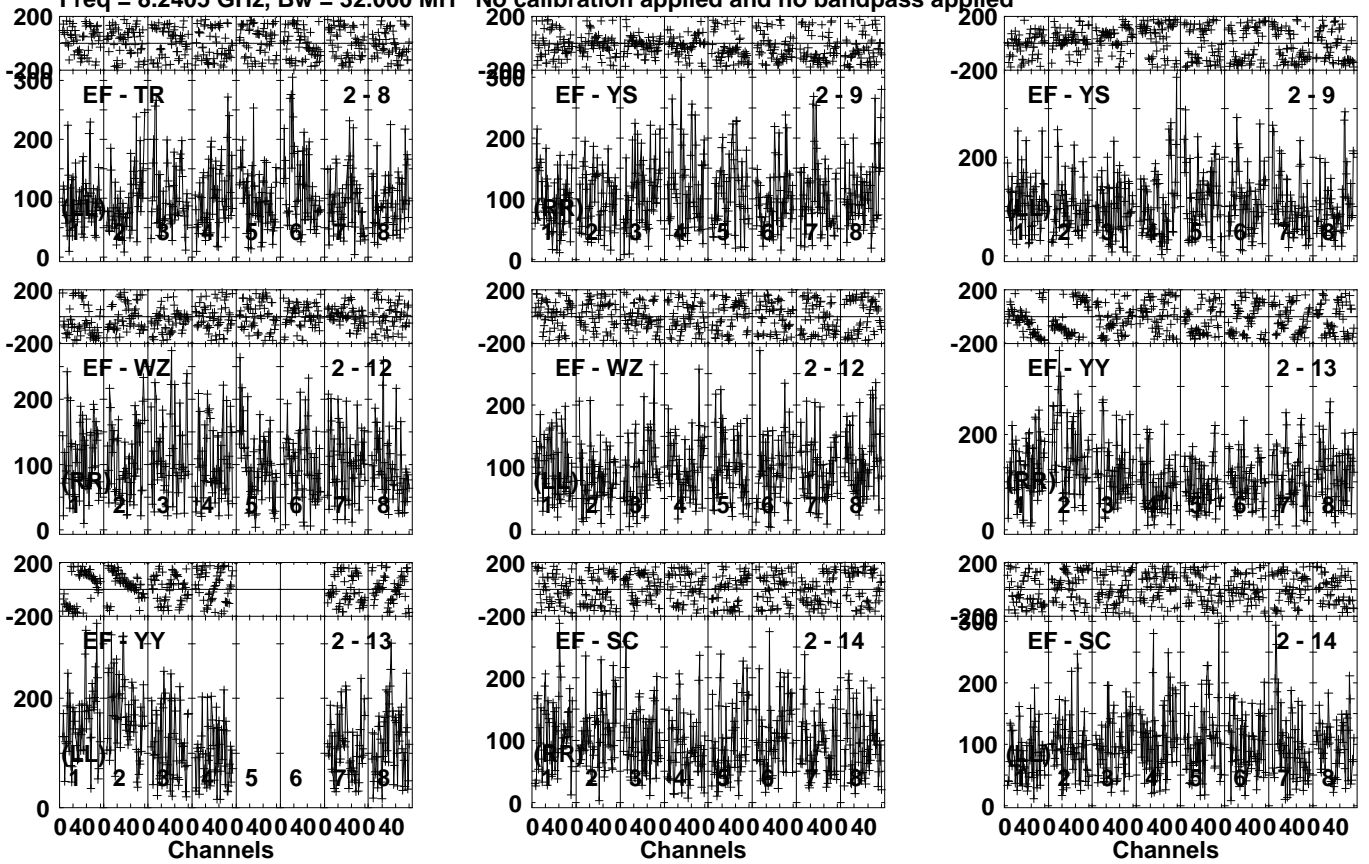 Freq = 8.2405 GHz, Bw = 32.000 MH No calibration applied and no bandpass applied
200 200 200
-200 -200 -200
300 300
EF - TR 2 - 8 EF - YS 2 - 9 EF - YS 2 - 9
200 200 200
100 100
(LL) (RR) (LL)
1 2 3 4 5 6 7 8 1 2 3 4 5 6 7 8 1 2 3 4 5 6 7 8
0 0 0
200 200 200
-200 -200 -200
EF - WZ 2 - 12 EF - WZ 2 - 12 EF - YY 2 - 13
200 200 200
100 100
(RR) (LL) (RR)
1 2 3 4 5 6 7 8 1 2 3 4 5 6 7 8 1 2 3 4 5 6 7 8
0 0 0
200 200 200
-200 -200 -200
300
EF - YY 2 - 13 EF - SC 2 - 14 EF - SC 2 - 14
200 200 200
100 100
(LL) (RR) (LL)
1 2 3 4 5 6 7 8 1 2 3 4 5 6 7 8 1 2 3 4 5 6 7 8
0 0 0
0 40 0 40 0 40 0 40 0 40 0 40 0 40 0 40 0 40 0 40 0 40 0 40 0 40 0 40 0 40 0 40 0 40 0 40 0 40 0 40 0 40 0 40 0 40 0 40
Channels Channels Channels